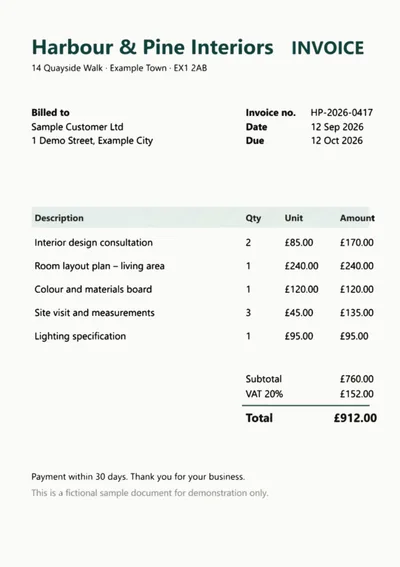 Harbour & Pine Interiors INVOICE
14 Quayside Walk · Example Town · EX1 2AB
Billed to Invoice no. HP-2026-0417
Sample Customer Ltd Date 12 Sep 2026
1 Demo Street, Example City Due 12 Oct 2026
Description Qty Unit Amount
Interior design consultation 2 £85.00 £170.00
Room layout plan – living area 1 £240.00 £240.00
Colour and materials board 1 £120.00 £120.00
Site visit and measurements 3 £45.00 £135.00
Lighting specification 1 £95.00 £95.00
Subtotal £760.00
VAT 20% £152.00
Total £912.00
Payment within 30 days. Thank you for your business.
This is a fictional sample document for demonstration only.